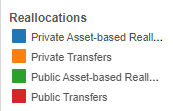 Reallocations
Private Asset-based Reall...
Private Transfers
Public Asset-based Reall...
Public Transfers